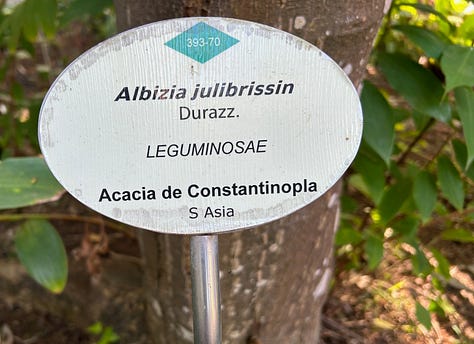 393-70
Albizia julibrissin
Durazz.
LEGUMINOSAE
Acacia de Constantinopla
S Asia